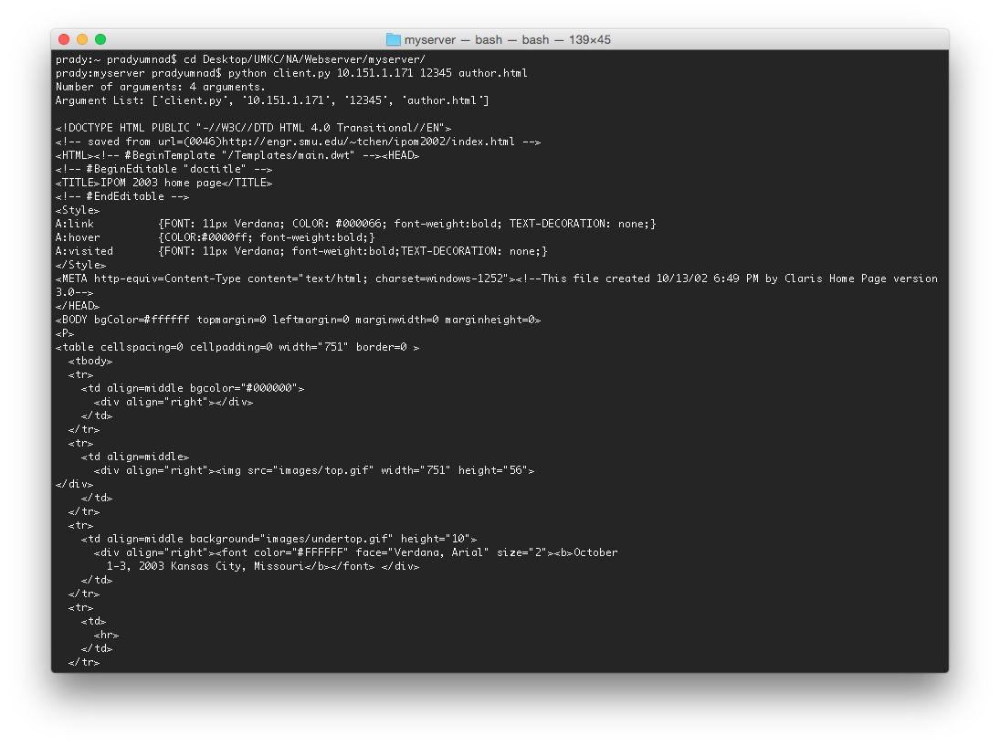 myserver — bash — bash — 139×45
prady:~ pradyumnad$ cd Desktop/UMKC/NA/Webserver/myserver/
prady:myserver pradyumnad$ python client.py 10.151.1.171 12345 author.html
Number of arguments: 4 arguments.
Argument List: ['client.py', '10.151.1.171', '12345', 'author.html']
<!DOCTYPE HTML PUBLIC "-//W3C//DTD HTML 4.0 Transitional//EN">
<!-- saved from url=(0046)http://engr.smu.edu/~tchen/ipom2002/index.html -->
<HTML><!-- #BeginTemplate "/Templates/main.dwt" --><HEAD>
<!-- #BeginEditable "doctitle" -->
<TITLE>IPOM 2003 home page</TITLE>
<!-- #EndEditable -->
<Style>
A:link          {FONT: 11px Verdana; COLOR: #000066; font-weight:bold; TEXT-DECORATION: none;}
A:hover         {COLOR:#0000ff; font-weight:bold;}
A:visited       {FONT: 11px Verdana; font-weight:bold;TEXT-DECORATION: none;}
</Style>
<META http-equiv=Content-Type content="text/html; charset=windows-1252"><!--This file created 10/13/02 6:49 PM by Claris Home Page version
3.0-->
</HEAD>
<BODY bgColor=#ffffff topmargin=0 leftmargin=0 marginwidth=0 marginheight=0>
<P>
<table cellspacing=0 cellpadding=0 width="751" border=0 >
  <tbody>
  <tr>
    <td align=middle bgcolor="#000000">
      <div align="right"></div>
    </td>
  </tr>
  <tr>
    <td align=middle>
      <div align="right"><img src="images/top.gif" width="751" height="56">
</div>
    </td>
  </tr>
  <tr>
    <td align=middle background="images/undertop.gif" height="10">
      <div align="right"><font color="#FFFFFF" face="Verdana, Arial" size="2"><b>October
        1-3, 2003 Kansas City, Missouri</b></font> </div>
    </td>
  </tr>
  <tr>
    <td>
      <hr>
    </td>
  </tr>